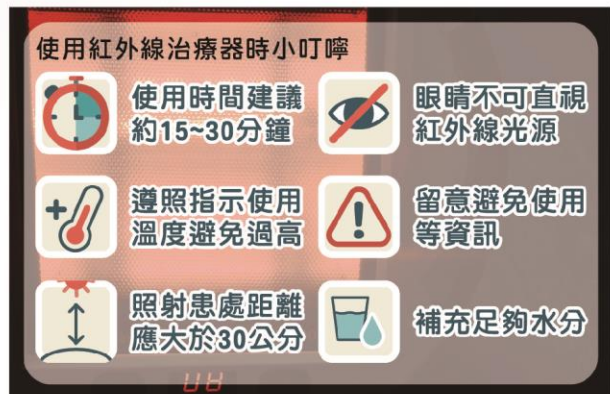 使用紅外線治療器時小叮嚀
使用時間建議
約15~30分鐘
眼睛不可直視
紅外線光源
遵照指示使用
溫度避免過高
留意避免使用
等資訊
照射患處距離
應大於30公分
補充足夠水分